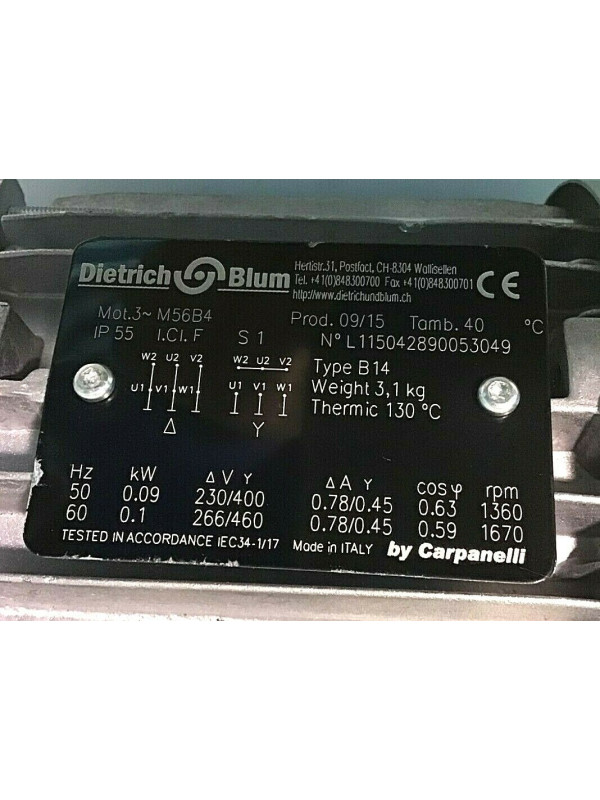 Dietrich Blum
Hertistr.31, Postfact, CH-8304 Wallisellen
Tel. +41(0)848300700 Fax +41(0)848300701
http://www.dietrichundblum.ch
CE
Mot.3~ M56B4 Prod. 09/15 Tamb. 40 °C
IP 55 I.Cl. F S 1 N° L115042890053049
W2 U2 V2 W2 U2 V2
U1 V1 W1 U1 V1 W1
Δ Y
Type B14
Weight 3,1 kg
Thermic 130 °C
Hz kW Δ V Y Δ A Y cosφ rpm
50 0.09 230/400 0.78/0.45 0.63 1360
60 0.1 266/460 0.78/0.45 0.59 1670
TESTED IN ACCORDANCE IEC34-1/17 Made in ITALY by Carpanelli